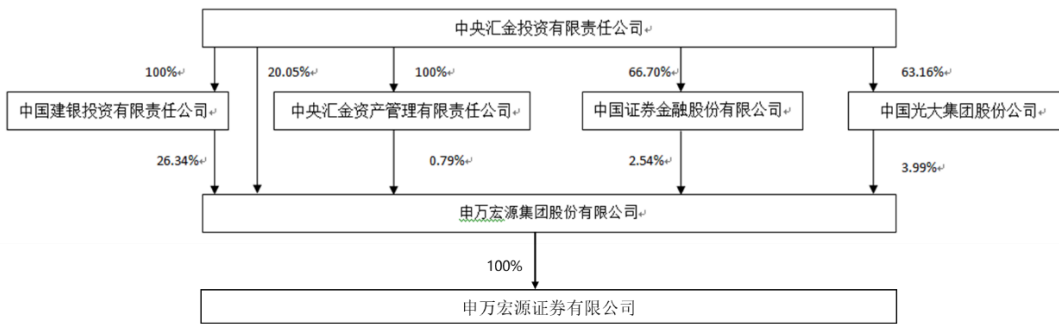 中央汇金投资有限责任公司
100%
20.05%
100%
66.70%
63.16%
中国建银投资有限责任公司
中央汇金资产管理有限责任公司
中国证券金融股份有限公司
中国光大集团股份公司
26.34%
0.79%
2.54%
3.99%
申万宏源集团股份有限公司
100%
申万宏源证券有限公司